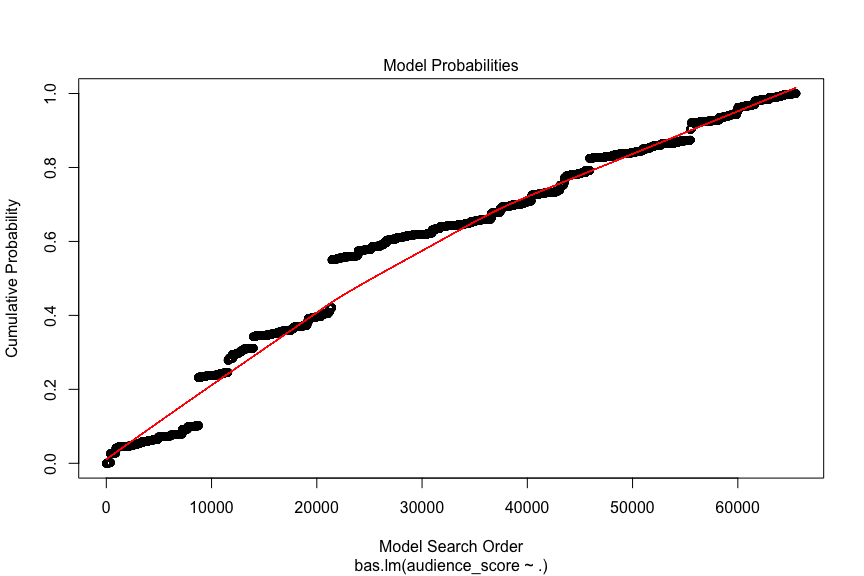 Model Probabilities
Cumulative Probability
1.0
0.8
0.6
0.4
0.2
0.0
0 10000 20000 30000 40000 50000 60000
Model Search Order
bas.lm(audience_score ~ .)